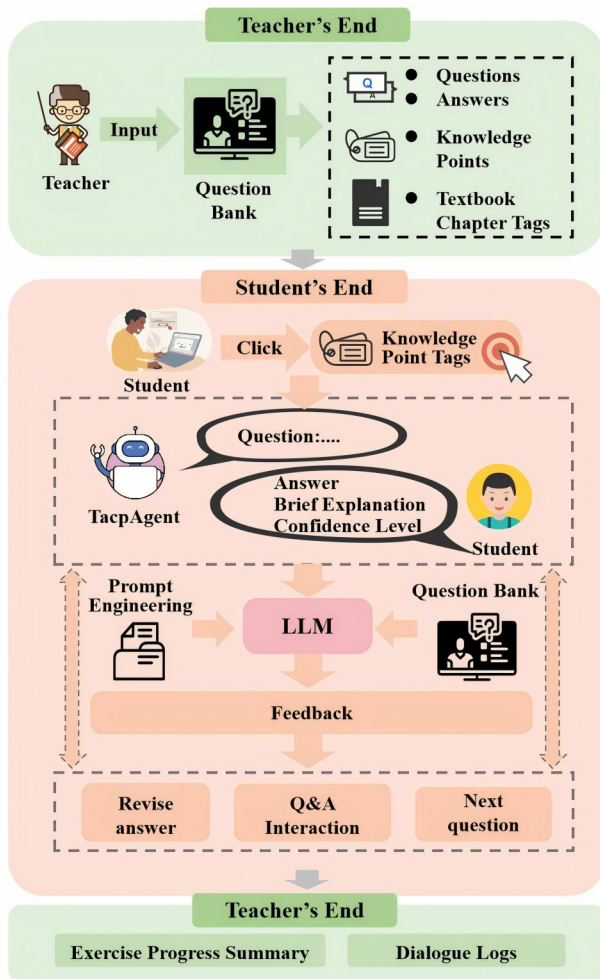 Teacher's End
Teacher
Input
Question
Bank
Q
A
● Questions
● Answers
● Knowledge
Points
● Textbook
Chapter Tags
Student's End
Student
Click
Knowledge
Point Tags
Question:....
TacpAgent
Answer
Brief Explanation
Confidence Level
Student
Prompt
Engineering
LLM
Question Bank
Feedback
Revise
answer
Q&A
Interaction
Next
question
Teacher's End
Exercise Progress Summary
Dialogue Logs